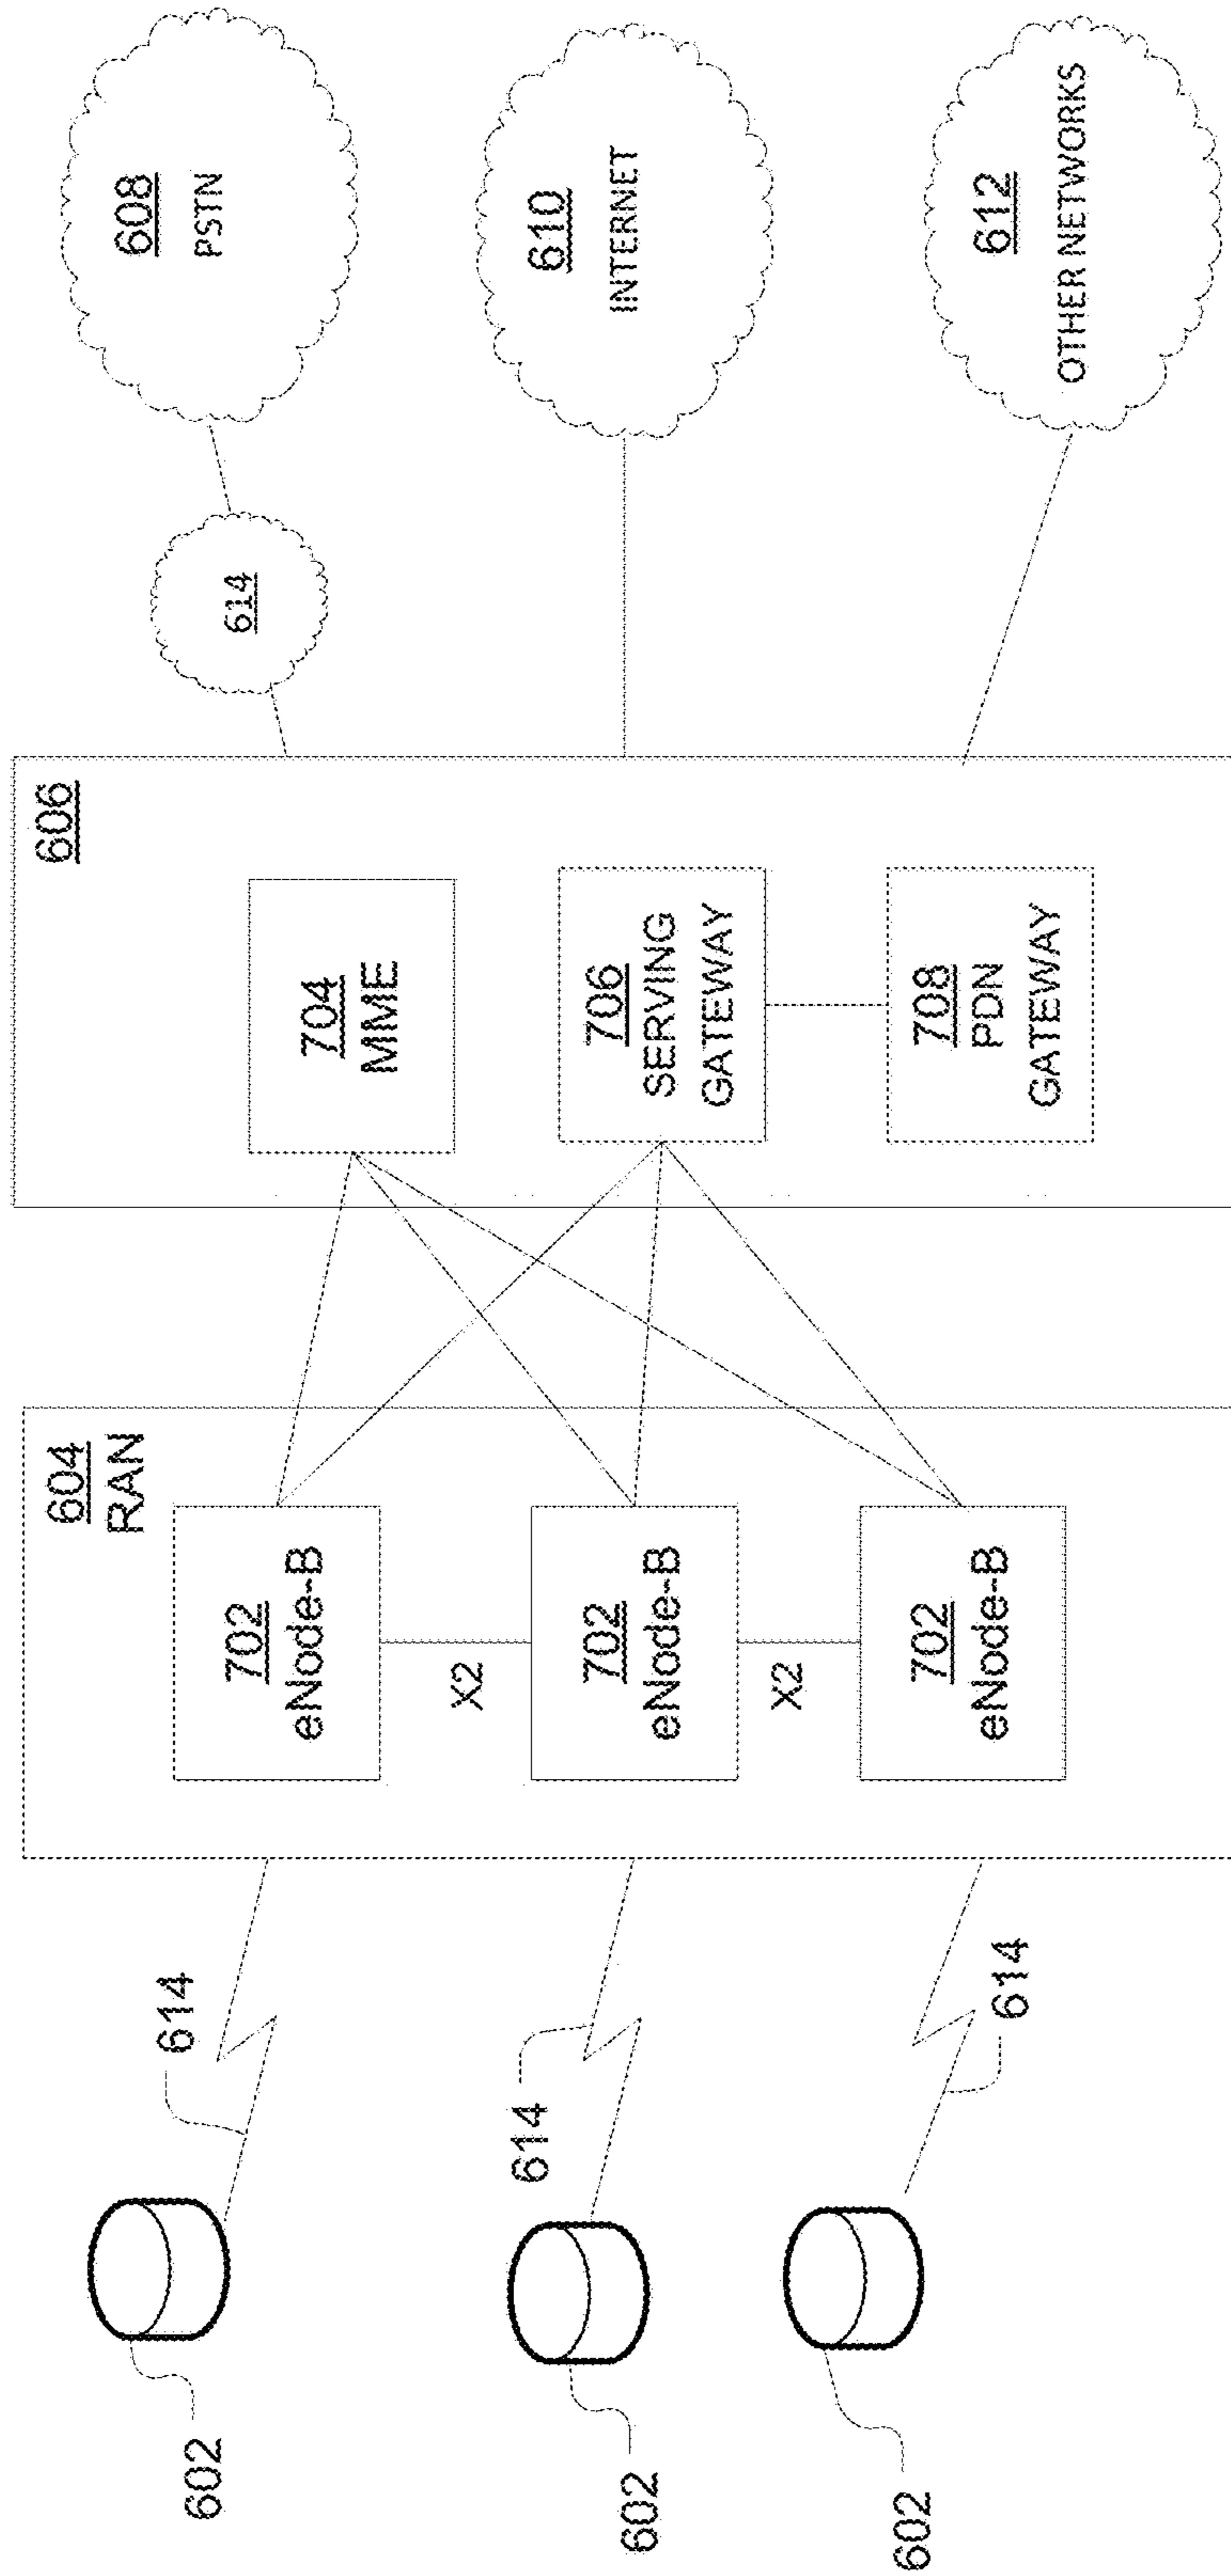 602
614
602
614
602
614
604
RAN
702
eNode-B
X2
702
eNode-B
X2
702
eNode-B
606
704
MME
706
SERVING
GATEWAY
708
PDN
GATEWAY
614
608
PSTN
610
INTERNET
612
OTHER NETWORKS